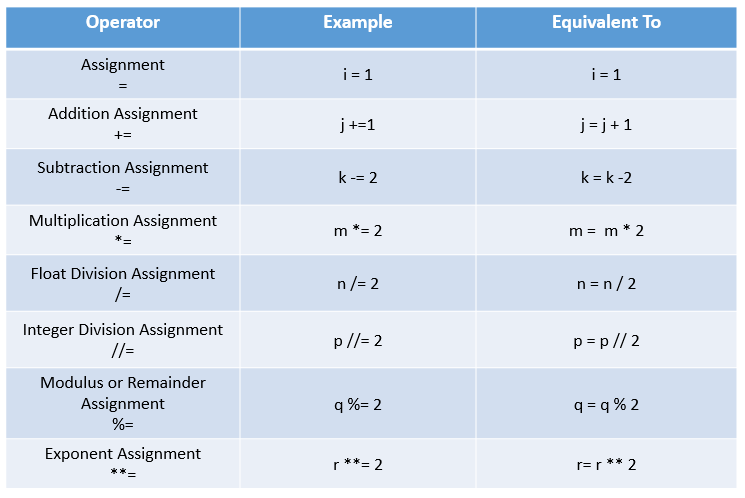 Operator Example Equivalent To
Assignment
=
i = 1 i = 1
Addition Assignment
+=
j +=1 j = j + 1
Subtraction Assignment
-=
k -= 2 k = k -2
Multiplication Assignment
*=
m *= 2 m =  m * 2
Float Division Assignment
/=
n /= 2 n = n / 2
Integer Division Assignment
//=
p //= 2 p = p // 2
Modulus or Remainder
Assignment
%=
q %= 2 q = q % 2
Exponent Assignment
**=
r **= 2 r= r ** 2